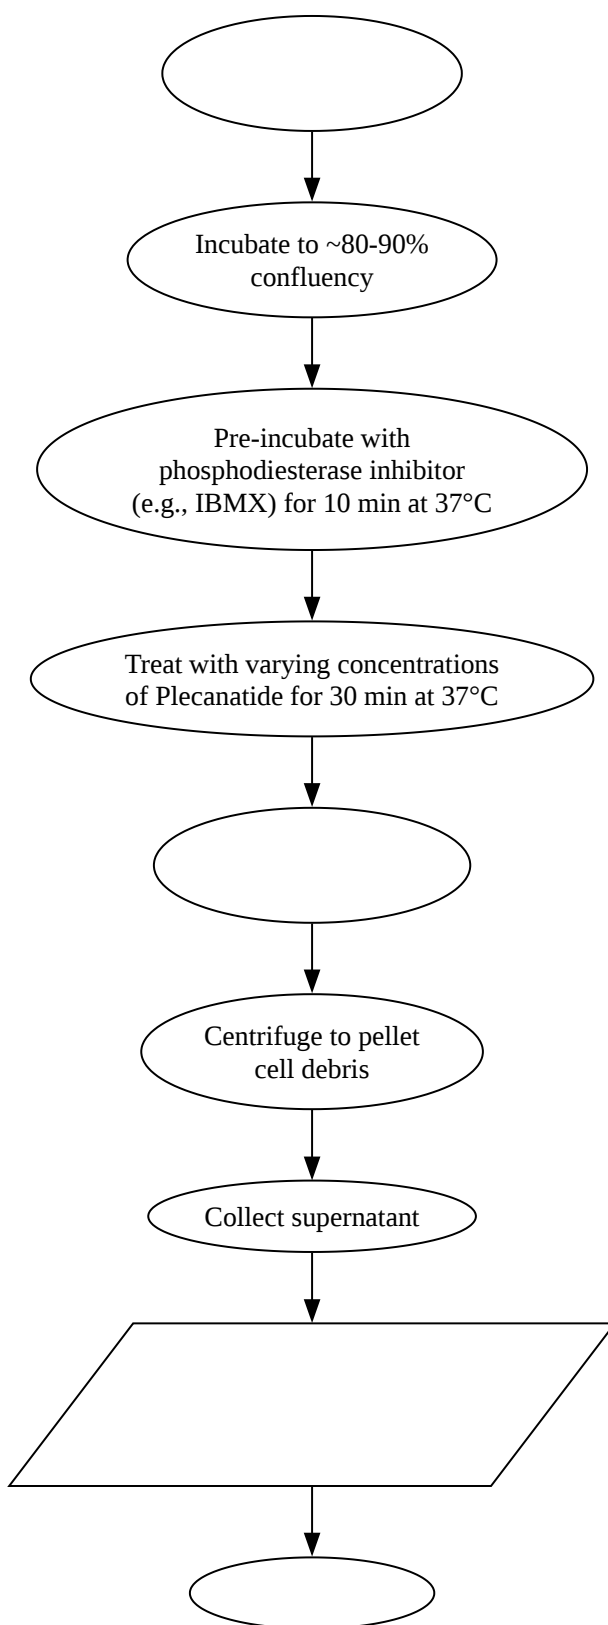 Incubate to ~80-90%
confluency
Pre-incubate with
phosphodiesterase inhibitor
(e.g., IBMX) for 10 min at 37°C
Treat with varying concentrations
of Plecanatide for 30 min at 37°C
Centrifuge to pellet
cell debris
Collect supernatant